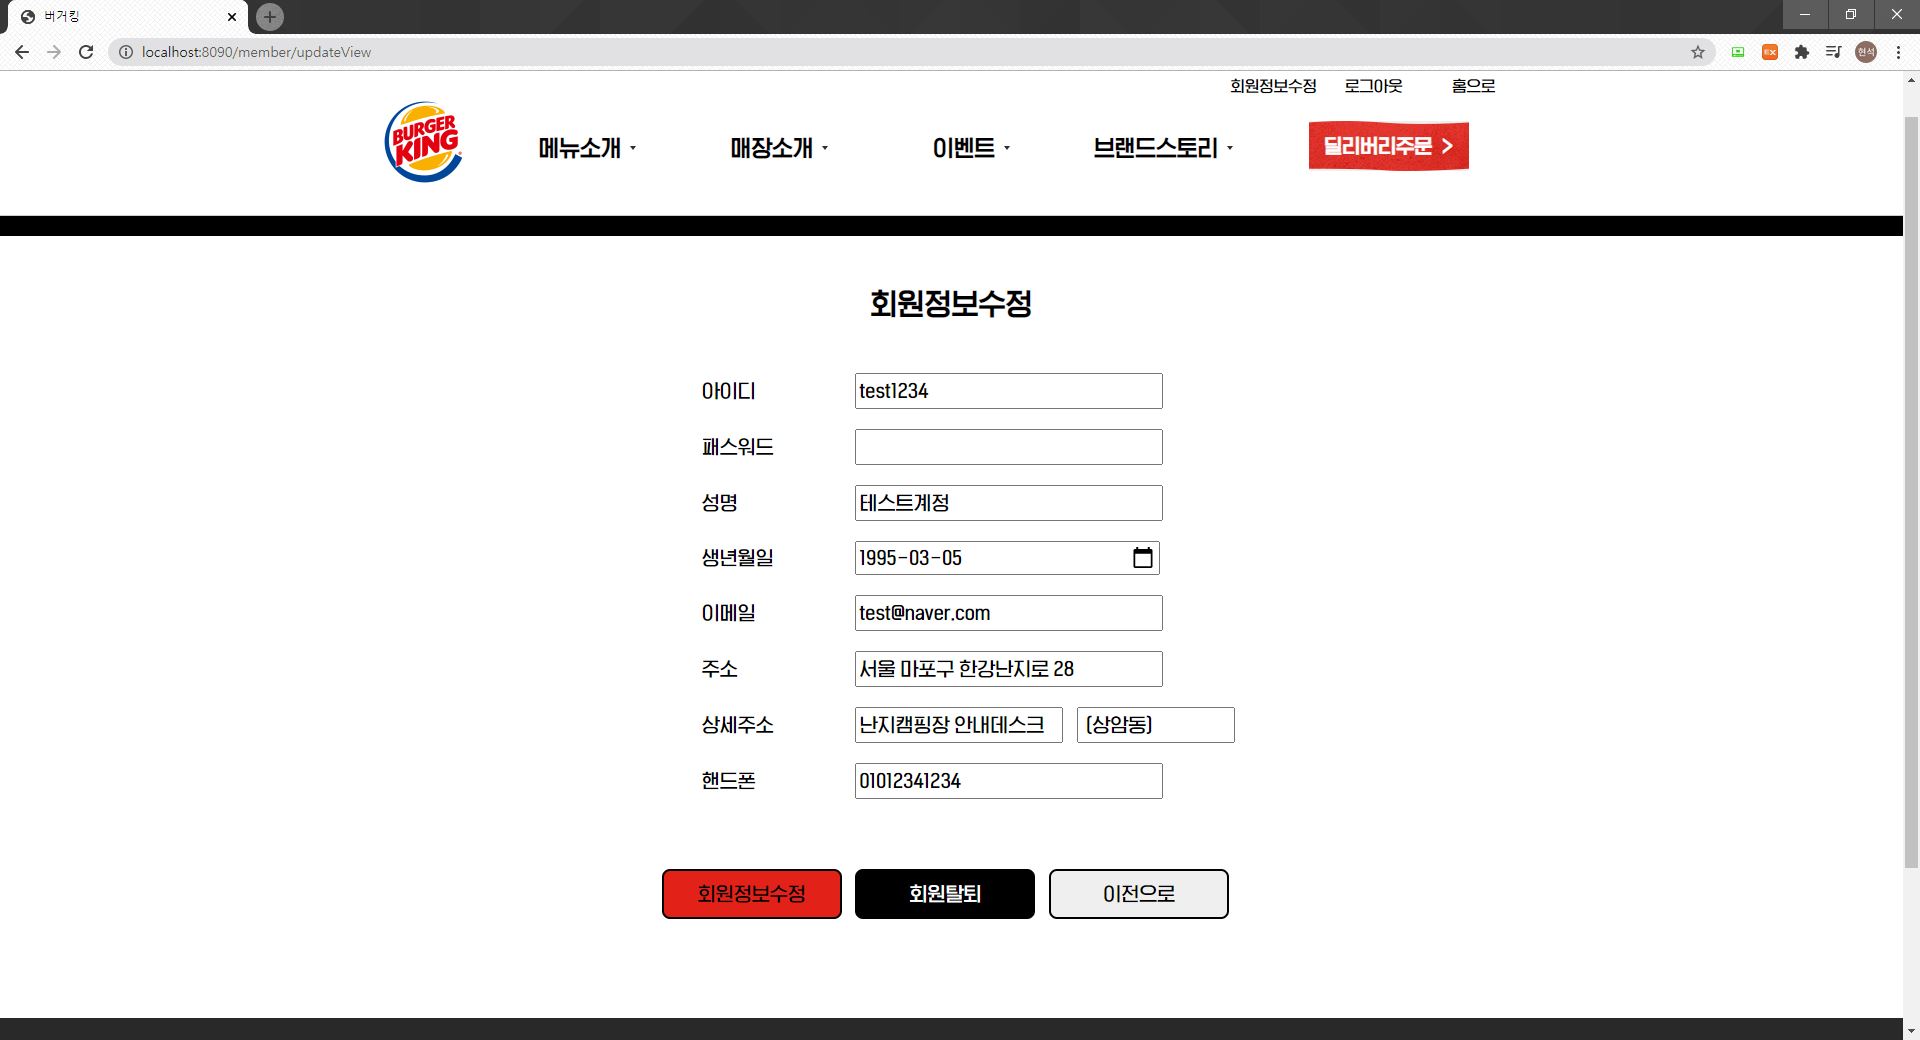 버거킹
localhost:8090/member/updateView
EX
현석
회원정보수정 로그아웃 홈으로
BURGER
KING
메뉴소개 매장소개 이벤트 브랜드스토리 딜리버리주문 >
회원정보수정
아이디 test1234
패스워드
성명 테스트계정
생년월일 1995-03-05
이메일 test@naver.com
주소 서울 마포구 한강난지로 28
상세주소 난지캠핑장 안내데스크 (상암동)
핸드폰 01012341234
회원정보수정 회원탈퇴 이전으로